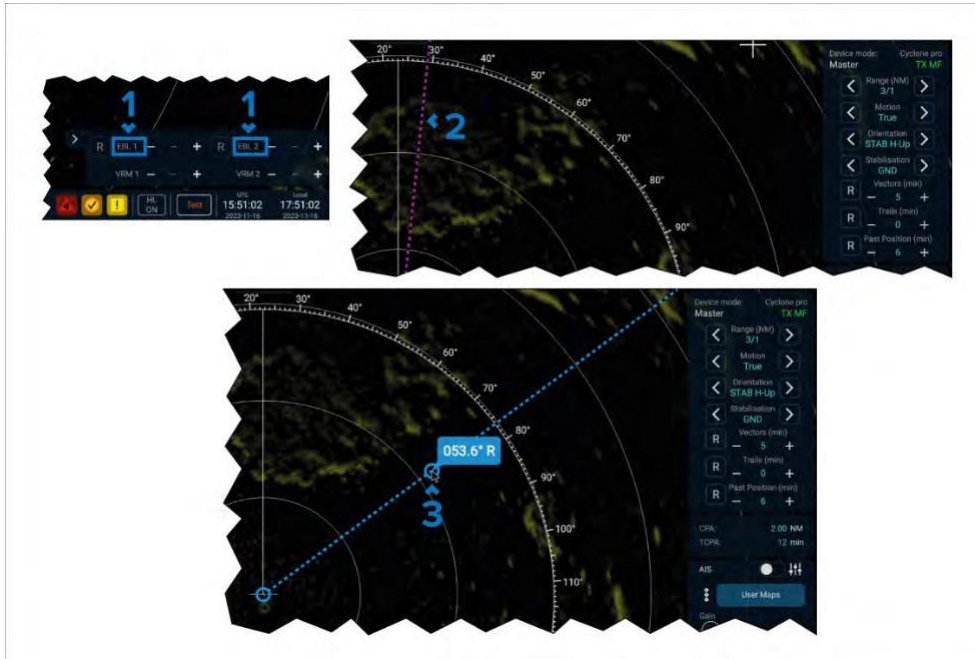 1
1
R EBL 1 - - + R EBL 2 - - +
VRM 1 - - + VRM 2 - - +
HL
ON
Test
UTC
15:51:02
2023-11-16
Local
17:51:02
2023-11-16
20°
30°
40°
50°
60°
70°
80°
90°
2
Device mode: Cyclone pro
Master TX MF
Range (NM)
3/1
Motion
True
Orientation
STAB H-Up
Stabilisation
GND
Vectors (min)
R - 5 +
Trails (min)
R - 0 +
Past Position (min)
R - 6 +
20°
30°
40°
50°
60°
70°
80°
90°
100°
110°
053.6° R
3
Device mode: Cyclone pro
Master TX MF
Range (NM)
3/1
Motion
True
Orientation
STAB H-Up
Stabilisation
GND
Vectors (min)
R - 5 +
Trails (min)
R - 0 +
Past Position (min)
R - 6 +
CPA: 2.00 NM
TCPA: 12 min
AIS
User Maps
Gain